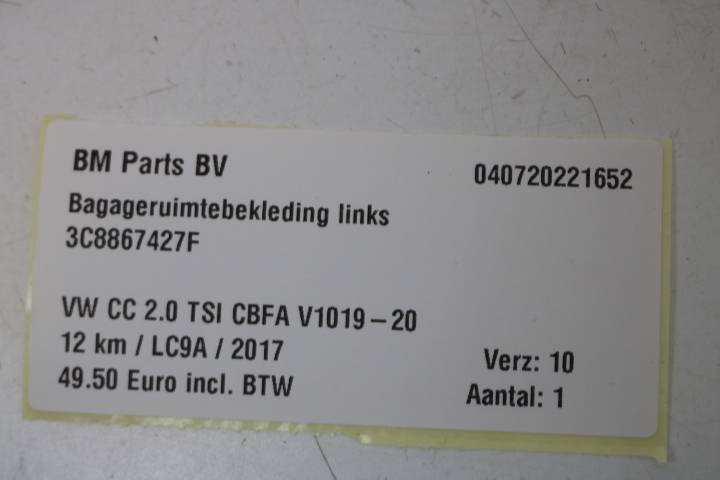 BM Parts BV
040720221652
Bagageruimtebekleding links
3C8867427F
VW CC 2.0 TSI CBFA V1019-20
12 km / LC9A / 2017
Verz: 10
49.50 Euro incl. BTW
Aantal: 1